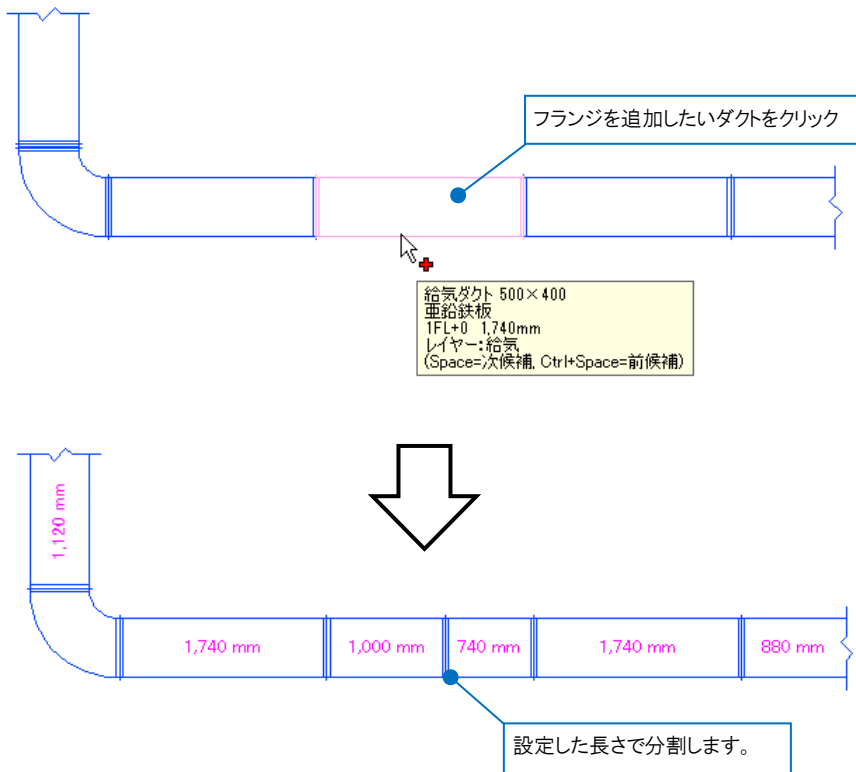 フランジを追加したいダクトをクリック
給気ダクト 500×400
亜鉛鉄板
1FL+0 1,740mm
レイヤー:給気
(Space=次候補, Ctrl+Space=前候補)
1,120 mm
1,740 mm
1,000 mm
740 mm
1,740 mm
880 mm
設定した長さで分割します。